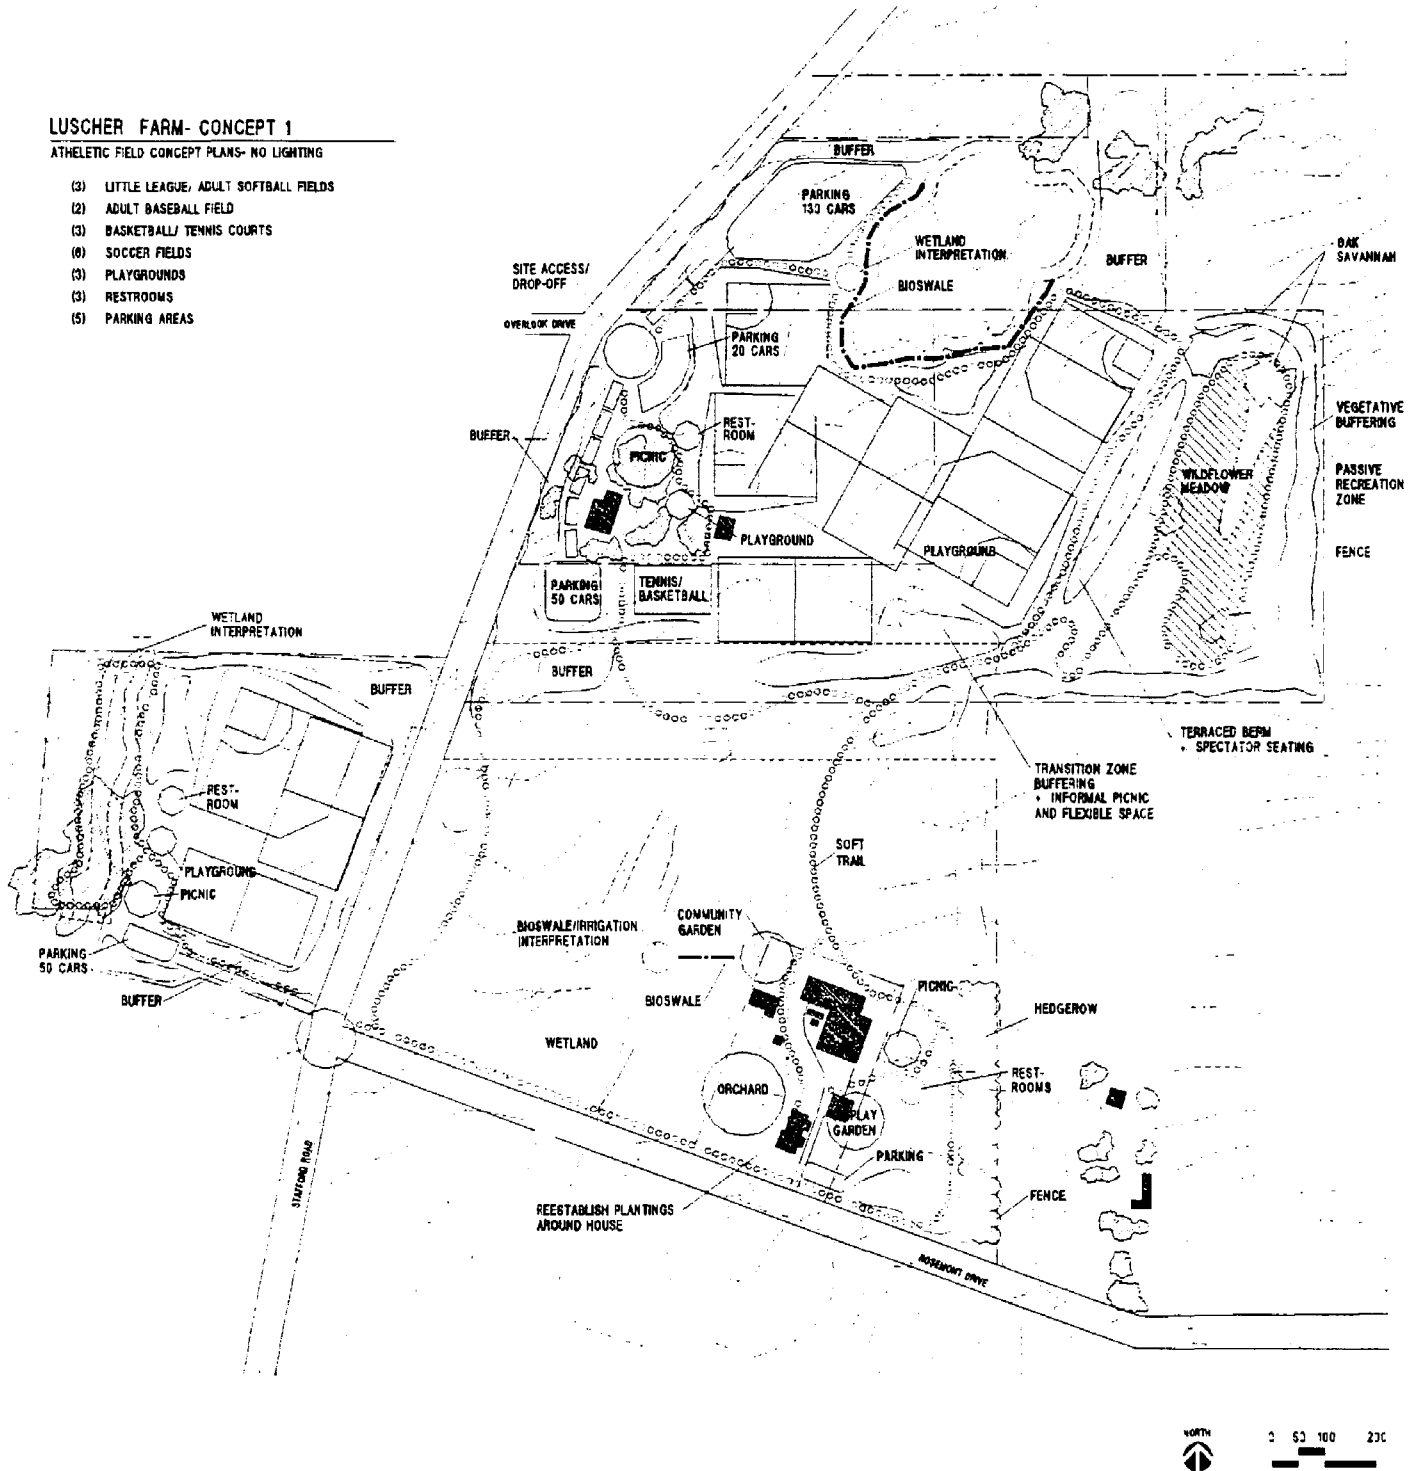 LUSCHER FARM- CONCEPT 1
ATHELETIC FIELD CONCEPT PLANS- NO LIGHTING
(3) LITTLE LEAGUE/ ADULT SOFTBALL FIELDS
(2) ADULT BASEBALL FIELD
(3) BASKETBALL/ TENNIS COURTS
(6) SOCCER FIELDS
(3) PLAYGROUNDS
(3) RESTROOMS
(5) PARKING AREAS
BUFFER
PARKING
130 CARS
WETLAND
INTERPRETATION
BIOSWALE
BUFFER
OAK
SAVANNAH
SITE ACCESS/
DROP-OFF
OVERLOOK DRIVE
PARKING
20 CARS
BUFFER
REST-
ROOM
PICNIC
VEGETATIVE
BUFFERING
PASSIVE
RECREATION
ZONE
WILDFLOWER
MEADOW
FENCE
PLAYGROUND
PLAYGROUND
PARKING
50 CARS
TENNIS/
BASKETBALL
WETLAND
INTERPRETATION
BUFFER
BUFFER
TERRACED BERM
+ SPECTATOR SEATING
TRANSITION ZONE
BUFFERING
+ INFORMAL PICNIC
AND FLEXIBLE SPACE
REST-
ROOM
PLAYGROUND
PICNIC
SOFT
TRAIL
PARKING
50 CARS
BUFFER
BIOSWALE/IRRIGATION
INTERPRETATION
COMMUNITY
GARDEN
BIOSWALE
PICNIC
HEDGEROW
WETLAND
ORCHARD
REST-
ROOMS
PLAY
GARDEN
PARKING
FENCE
STAFFORD ROAD
REESTABLISH PLANTINGS
AROUND HOUSE
ROSEMONT DRIVE
NORTH
0 50 100 200